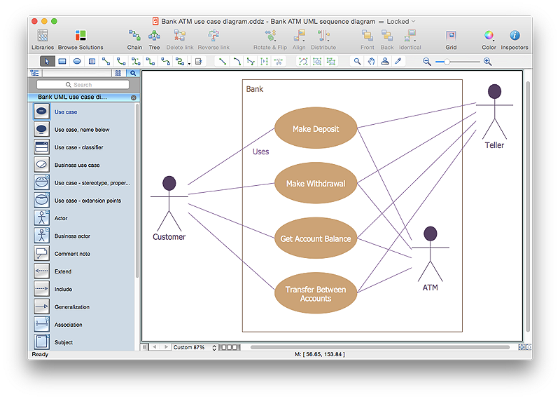 Bank ATM use case diagram.cddz - Bank ATM UML sequence diagram — Locked
Libraries Browse Solutions Chain Tree Delete link Reverse link Rotate & Flip Align Distribute Front Back Identical Grid Color Inspectors
Search
Bank UML use case di...
Use case
Use case, name below
Use case - classifier
Business use case
Use case - stereotype, proper...
Use case - extension points
Actor
Business actor
Comment note
Extend
Include
Generalization
Association
Subject
Bank
Make Deposit
Uses
Make Withdrawal
Get Account Balance
Transfer Between
Accounts
Customer
Teller
ATM
Custom 87%
Ready
M: [ 56.65, 153.84 ]